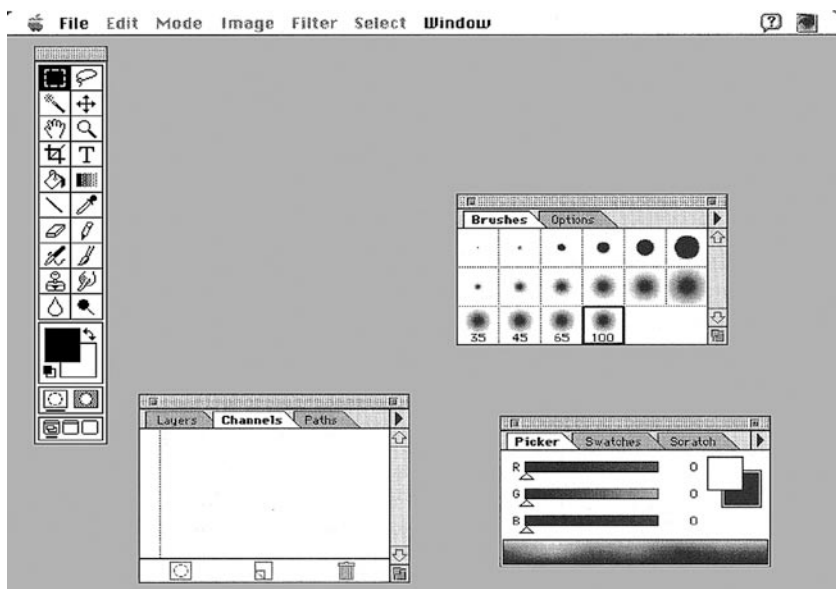 File Edit Mode Image Filter Select Window
T
Brushes Options
35 45 65 100
Layers Channels Paths
Picker Swatches Scratch
R 0
G 0
B 0